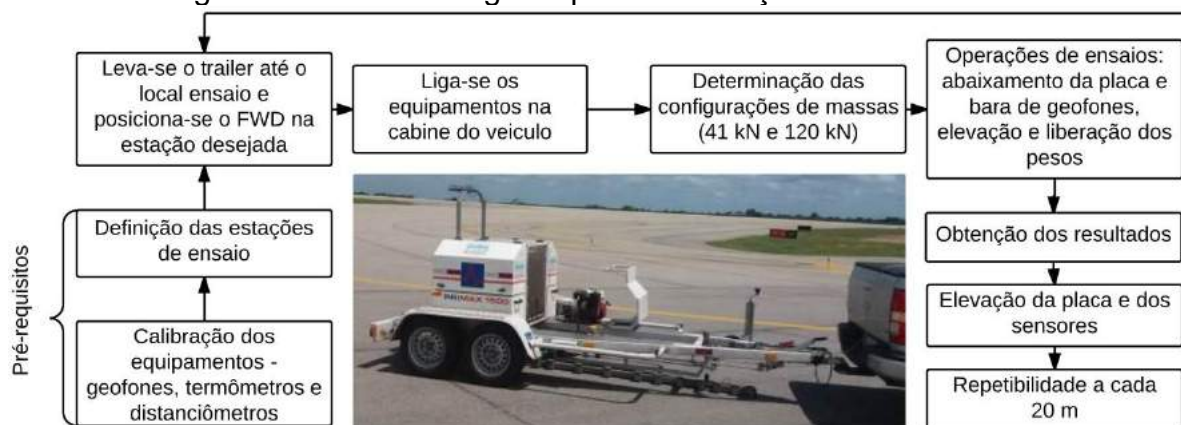 Leva-se o trailer até o
local ensaio e
posiciona-se o FWD na
estação desejada
Liga-se os
equipamentos na
cabine do veiculo
Determinação das
configurações de massas
(41 kN e 120 kN)
Operações de ensaios:
abaixamento da placa e
bara de geofones,
elevação e liberação dos
pesos
Pré-requisitos
Definição das estações
de ensaio
Calibração dos
equipamentos -
geofones, termômetros e
distanciômetros
PRIMAX 1500
Obtenção dos resultados
Elevação da placa e dos
sensores
Repetibilidade a cada
20 m